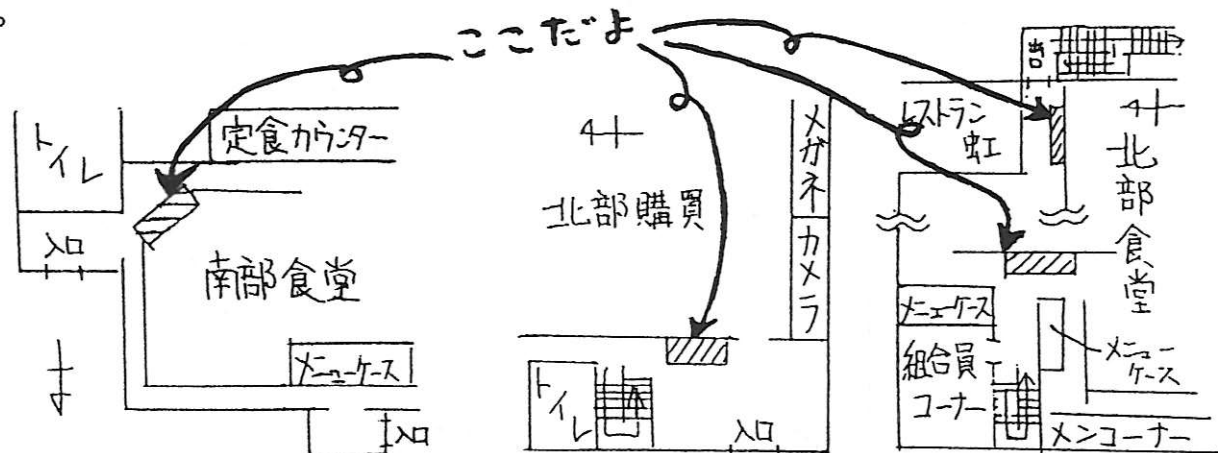 ここだよ
トイレ
定食カウンター
入口
南部食堂
メニューケース
入口
北部購買
メガネ
カメラ
トイレ
入口
レストラン
虹
北部食堂
メニューケース
組合員
コーナー
メニュー
ケース
メンコーナー